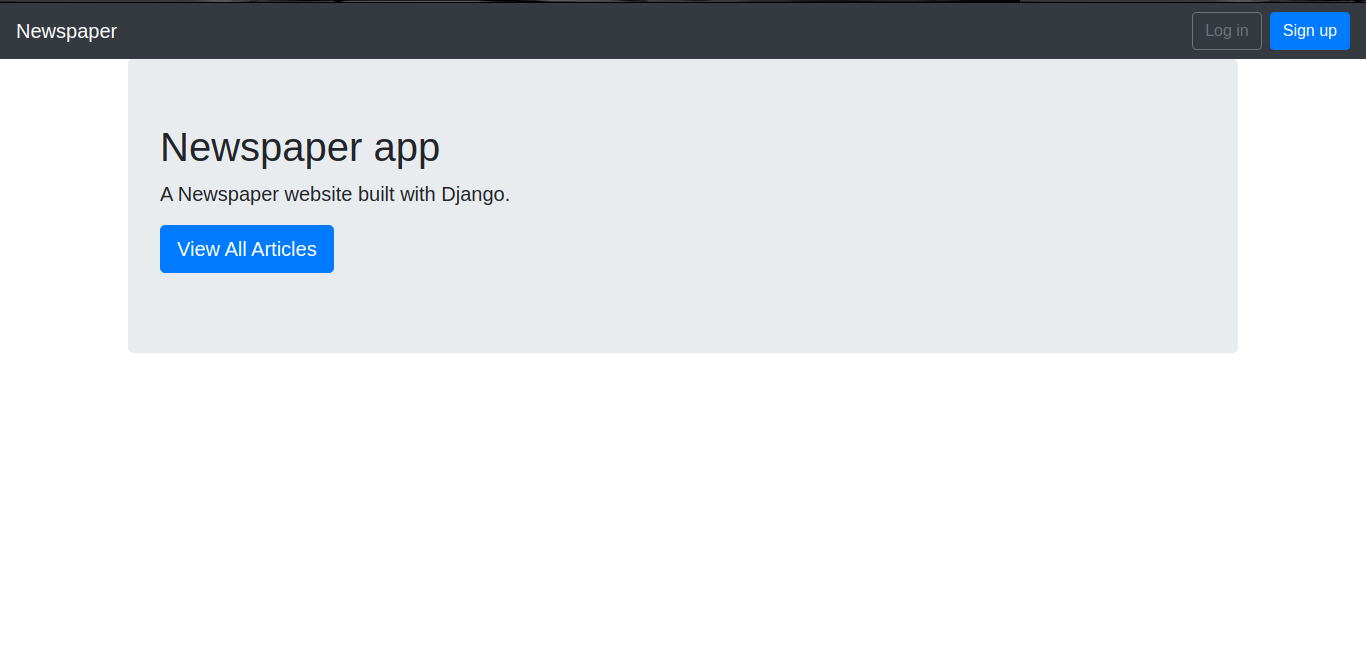 Newspaper
Log in
Sign up
Newspaper app
A Newspaper website built with Django.
View All Articles